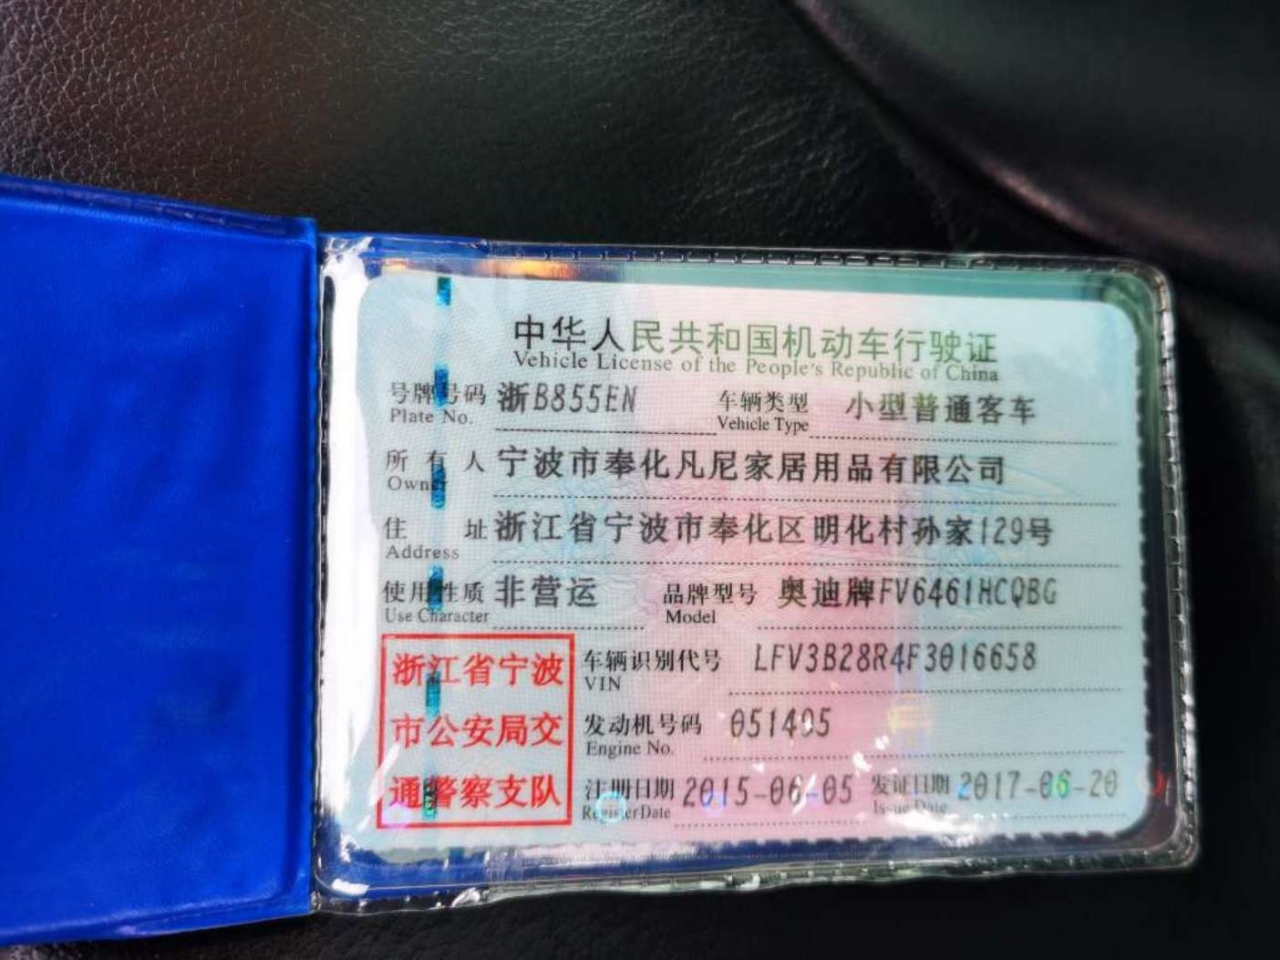 中华人民共和国机动车行驶证
Vehicle License of the People's Republic of China
号牌号码 浙B855EN 车辆类型 小型普通客车
Plate No. Vehicle Type
所有人 宁波市奉化凡尼家居用品有限公司
Owner
住址 浙江省宁波市奉化区明化村孙家129号
Address
使用性质 非营运 品牌型号 奥迪牌FV6461HCQBG
Use Character Model
浙江省宁波
市公安局交
通警察支队
车辆识别代号 LFV3B28R4F3016658
VIN
发动机号码 051495
Engine No.
注册日期 2015-06-05 发证日期 2017-06-20
Register Date Issue Date